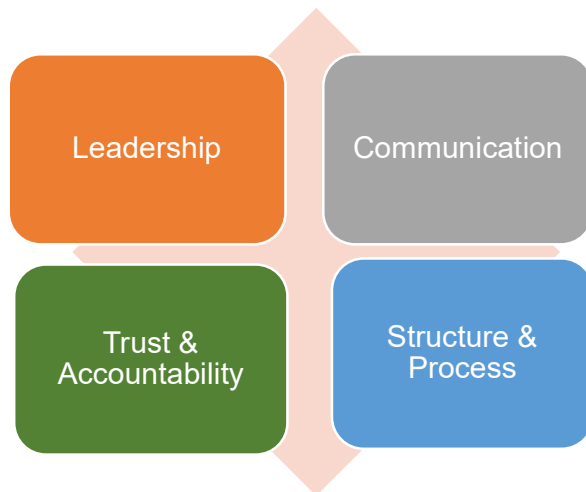 Leadership
Communication
Trust &
Accountability
Structure &
Process